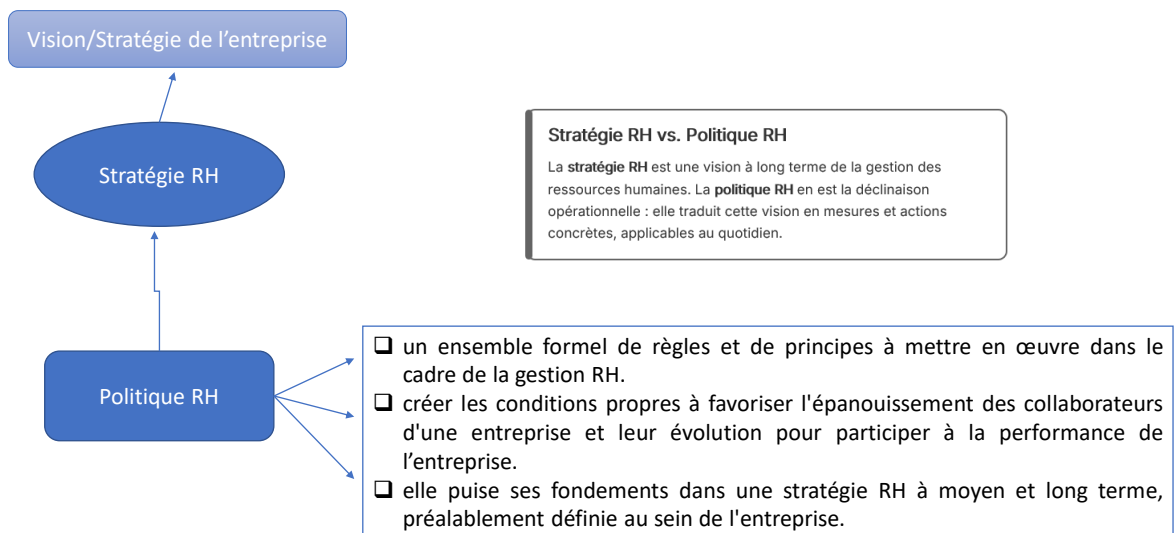 Vision/Stratégie de l’entreprise
Stratégie RH
Stratégie RH vs. Politique RH
La stratégie RH est une vision à long terme de la gestion des
ressources humaines. La politique RH en est la déclinaison
opérationnelle : elle traduit cette vision en mesures et actions
concrètes, applicables au quotidien.
Politique RH
❑ un ensemble formel de règles et de principes à mettre en œuvre dans le
cadre de la gestion RH.
❑ créer les conditions propres à favoriser l'épanouissement des collaborateurs
d'une entreprise et leur évolution pour participer à la performance de
l’entreprise.
❑ elle puise ses fondements dans une stratégie RH à moyen et long terme,
préalablement définie au sein de l'entreprise.